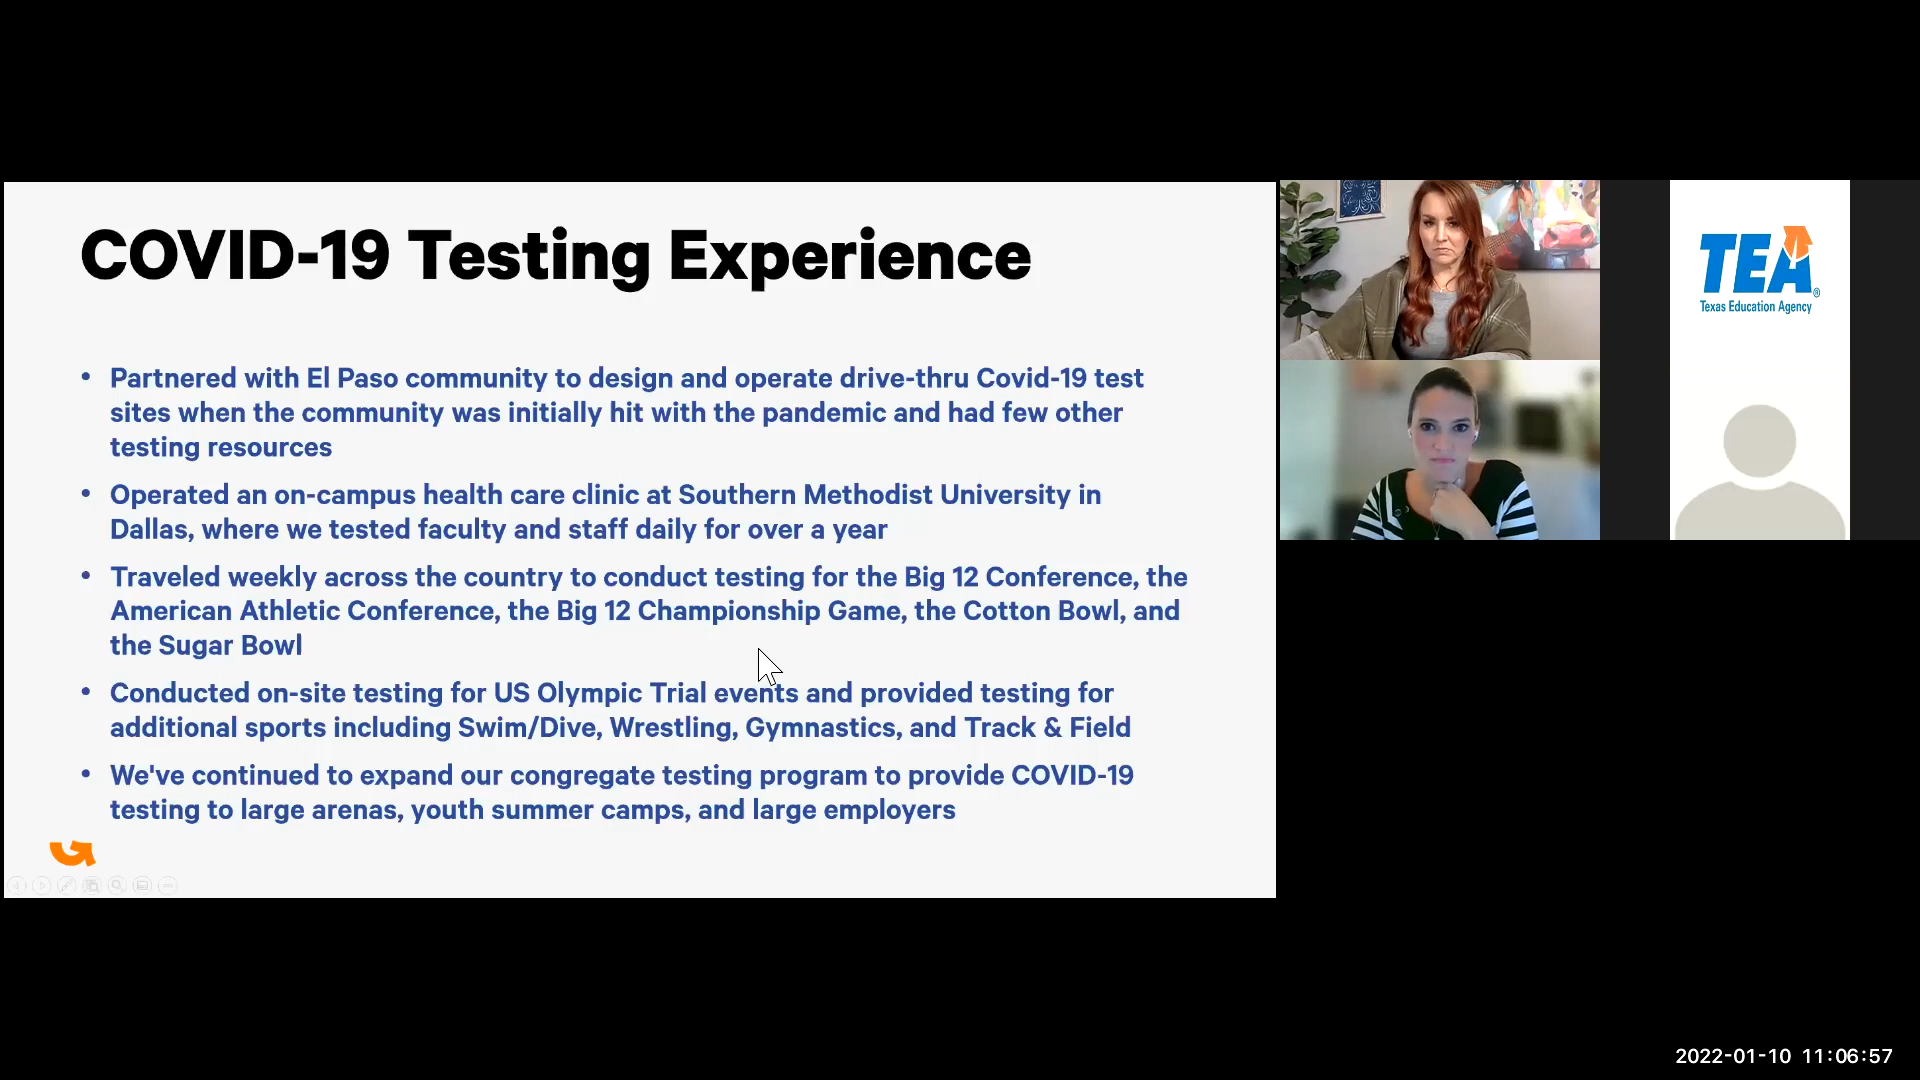 COVID-19 Testing Experience
• Partnered with El Paso community to design and operate drive-thru Covid-19 test
sites when the community was initially hit with the pandemic and had few other
testing resources
• Operated an on-campus health care clinic at Southern Methodist University in
Dallas, where we tested faculty and staff daily for over a year
• Traveled weekly across the country to conduct testing for the Big 12 Conference, the
American Athletic Conference, the Big 12 Championship Game, the Cotton Bowl, and
the Sugar Bowl
• Conducted on-site testing for US Olympic Trial events and provided testing for
additional sports including Swim/Dive, Wrestling, Gymnastics, and Track & Field
• We've continued to expand our congregate testing program to provide COVID-19
testing to large arenas, youth summer camps, and large employers
TEA®
Texas Education Agency
2022-01-10 11:06:57